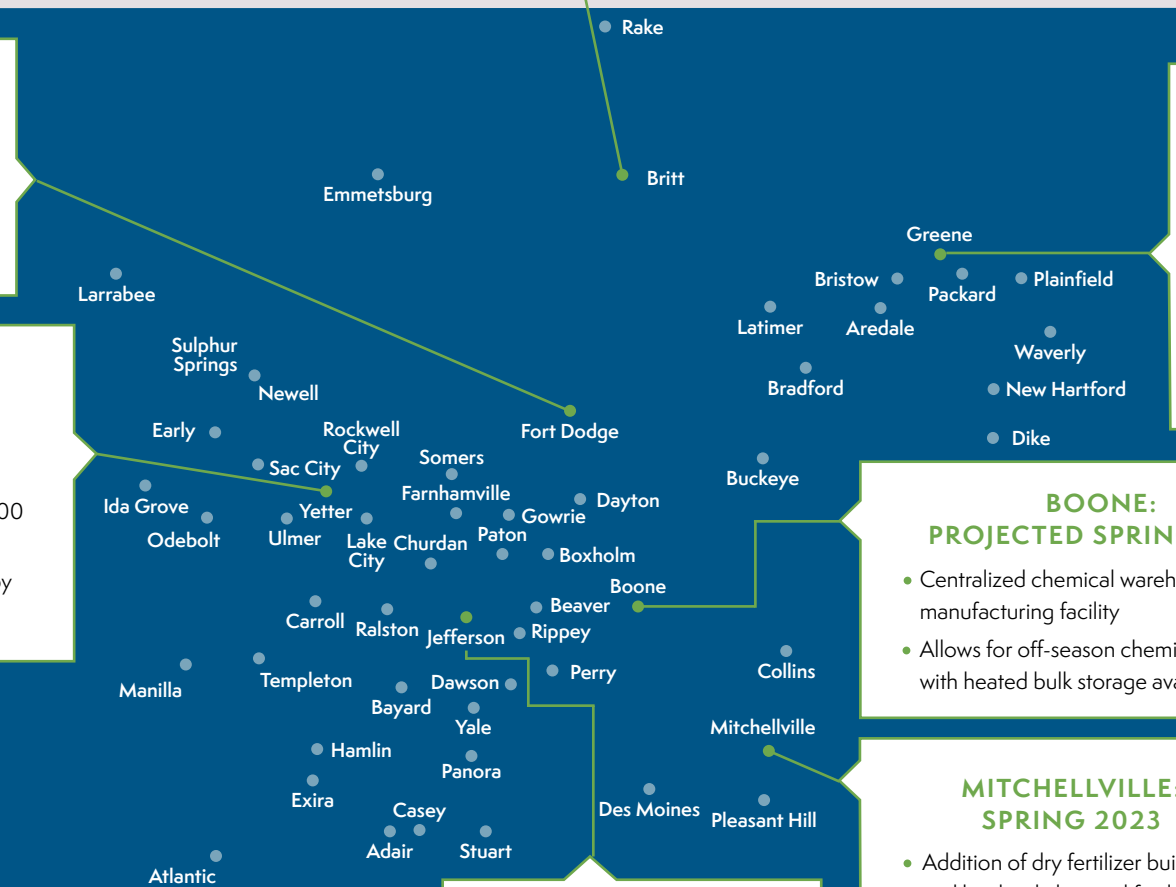 Rake
Britt
Emmetsburg
Greene
Bristow
Packard
Plainfield
Larrabee
Latimer
Aredale
Waverly
Sulphur
Springs
Newell
Bradford
New Hartford
Early
Rockwell
City
Fort Dodge
Dike
Sac City
Somers
Buckeye
Ida Grove
Yetter
Farnhamville
Dayton
00
Odebolt
Ulmer
Lake
City
Churdan
Paton
Gowrie
Boxholm
BOONE:
PROJECTED SPRIN
• Centralized chemical wareh
manufacturing facility
• Allows for off-season chemi
with heated bulk storage ava
Boone
Beaver
Carroll
Ralston
Jefferson
Rippey
Manilla
Templeton
Dawson
Perry
Collins
Bayard
Yale
Mitchellville
Hamlin
Panora
Exira
Des Moines
Pleasant Hill
MITCHELLVILLE:
SPRING 2023
• Addition of dry fertilizer bui
Casey
Adair
Stuart
Atlantic